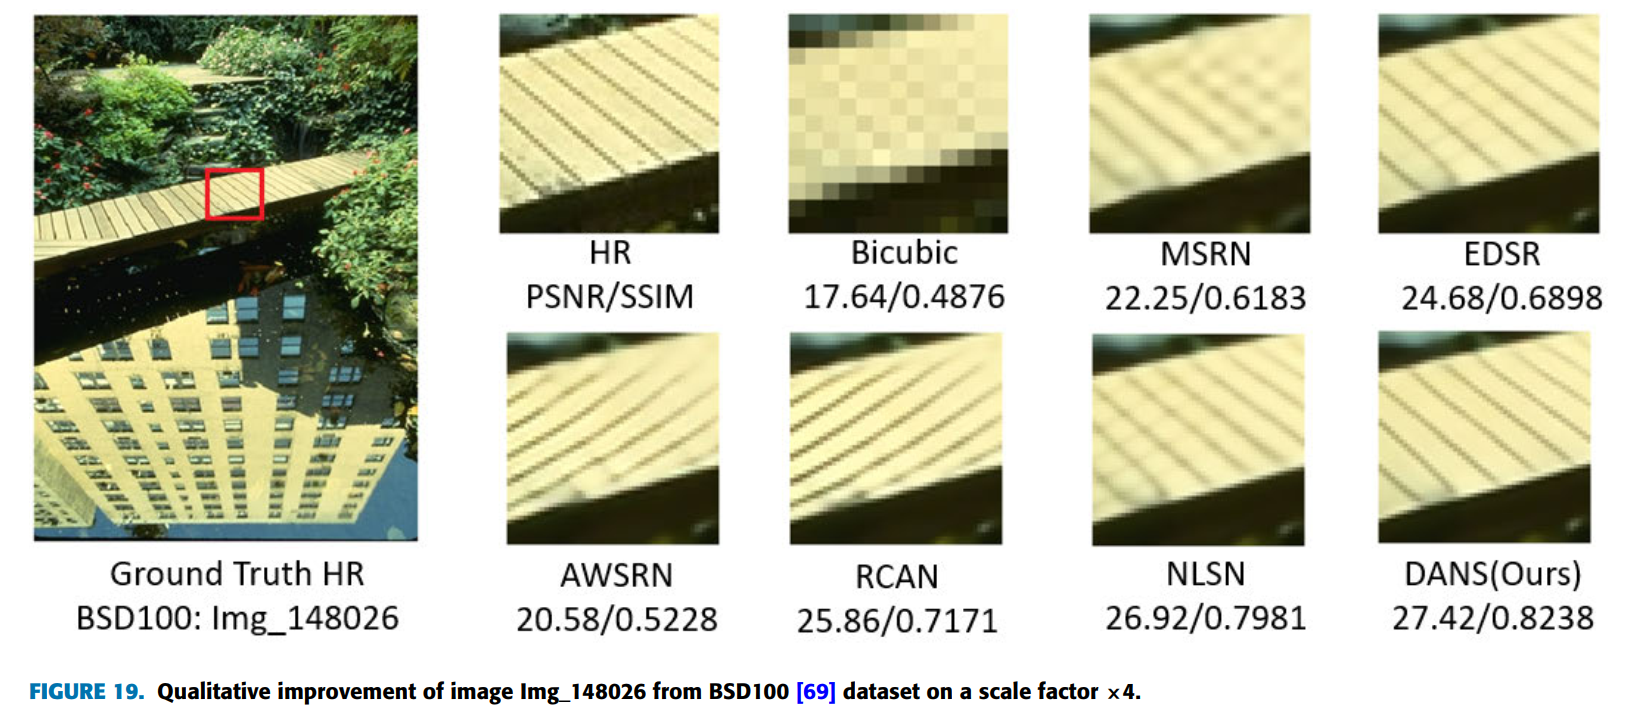 HR
PSNR/SSIM
Bicubic
17.64/0.4876
MSRN
22.25/0.6183
EDSR
24.68/0.6898
Ground Truth HR
BSD100: Img_148026
AWSRN
20.58/0.5228
RCAN
25.86/0.7171
NLSN
26.92/0.7981
DANS(Ours)
27.42/0.8238
FIGURE 19. Qualitative improvement of image Img_148026 from BSD100 [69] dataset on a scale factor ×4.